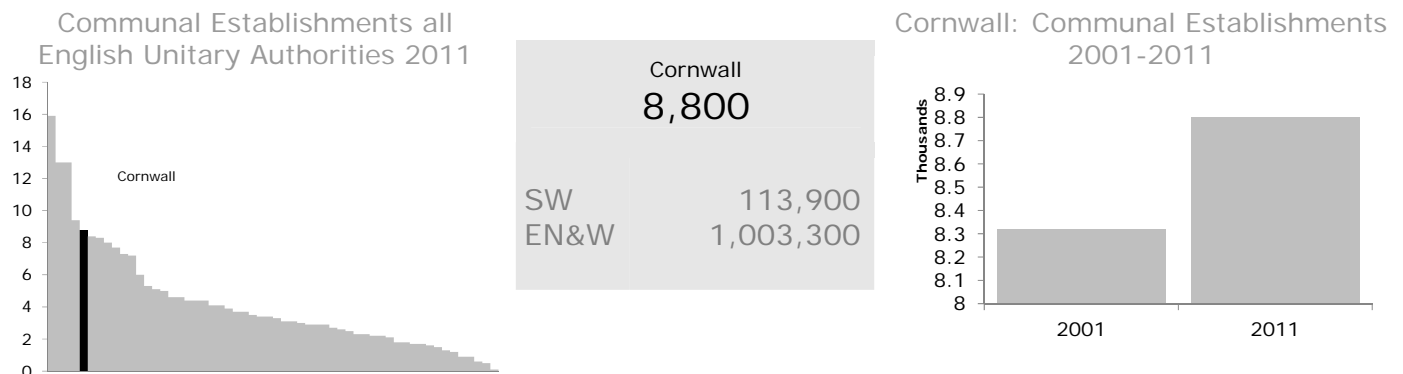 Communal Establishments all
English Unitary Authorities 2011
18
16
14
12
10
8
6
4
2
0
Cornwall
Cornwall
8,800
SW 113,900
EN&W 1,003,300
Cornwall: Communal Establishments
2001-2011
Thousands
8.9
8.8
8.7
8.6
8.5
8.4
8.3
8.2
8.1
8
2001 2011